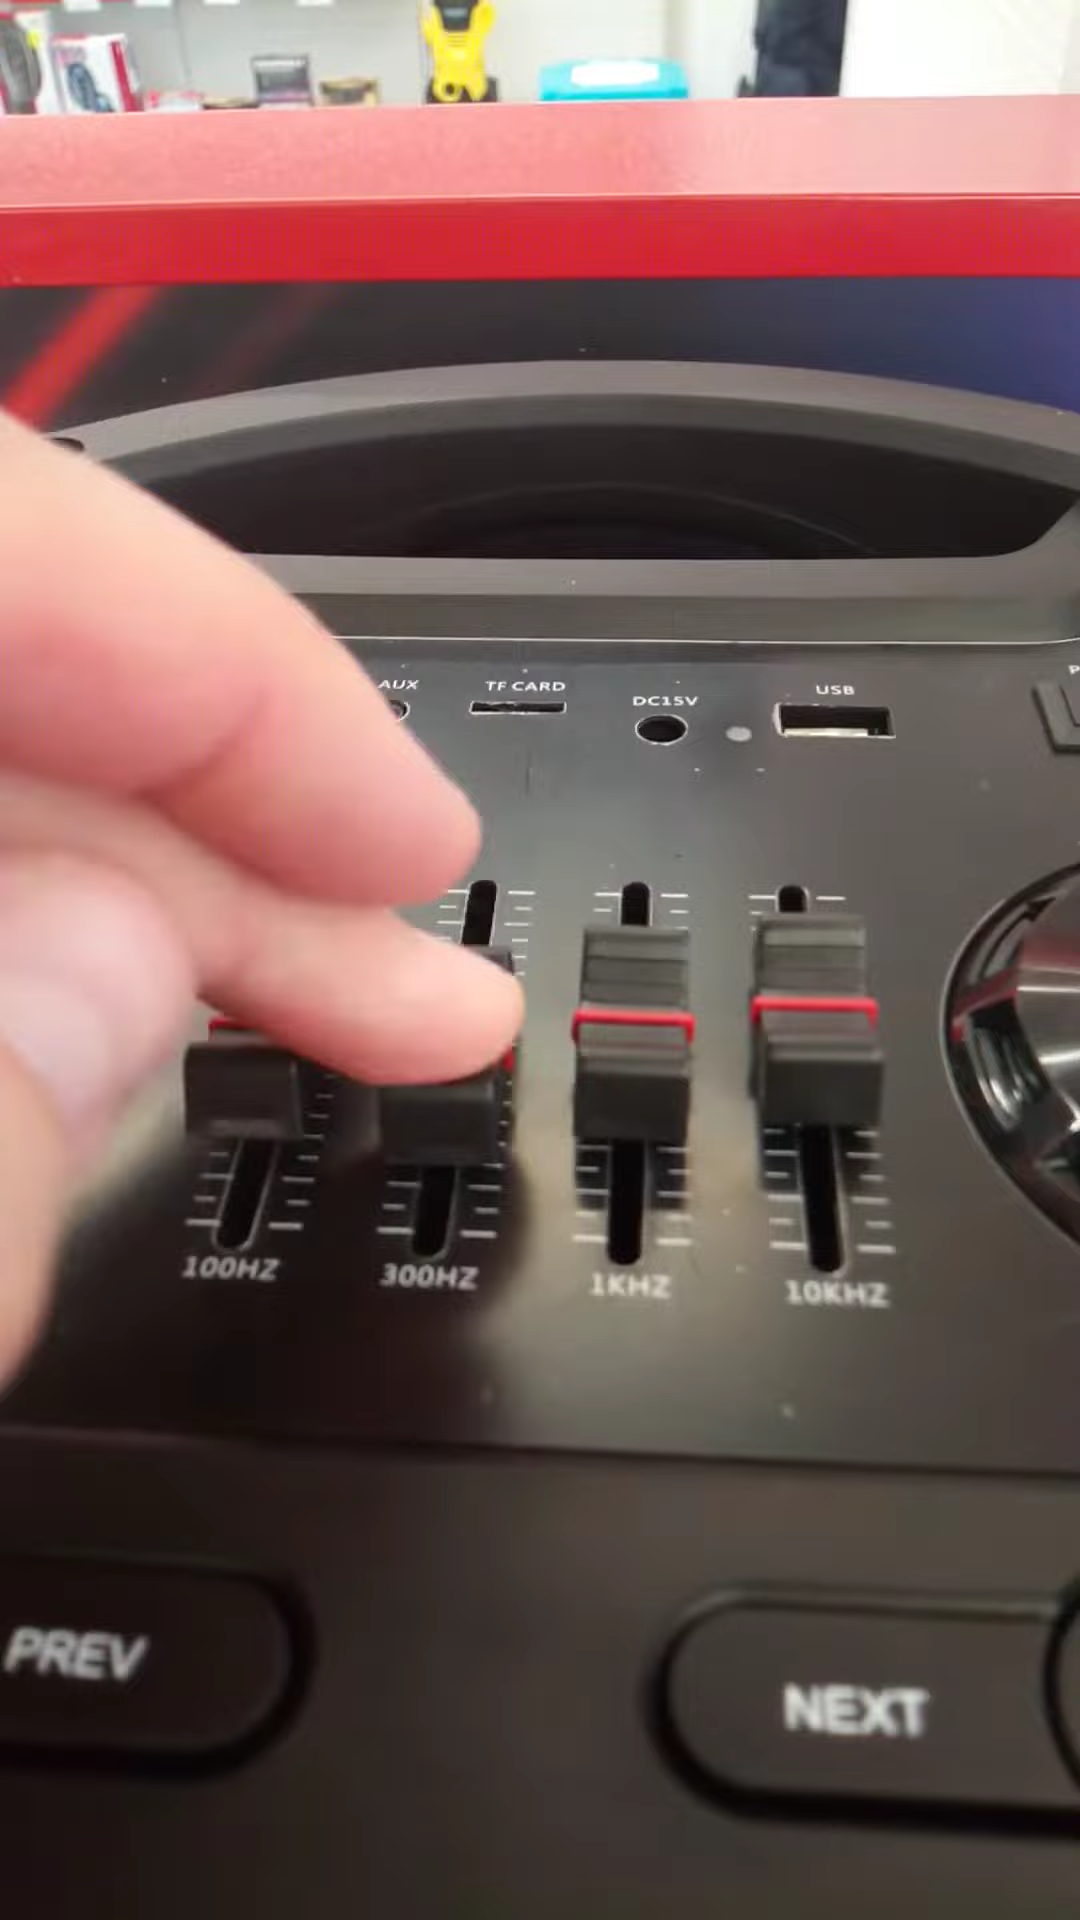 AUX
TF CARD
DC15V
USB
100HZ
300HZ
1KHZ
10KHZ
PREV
NEXT